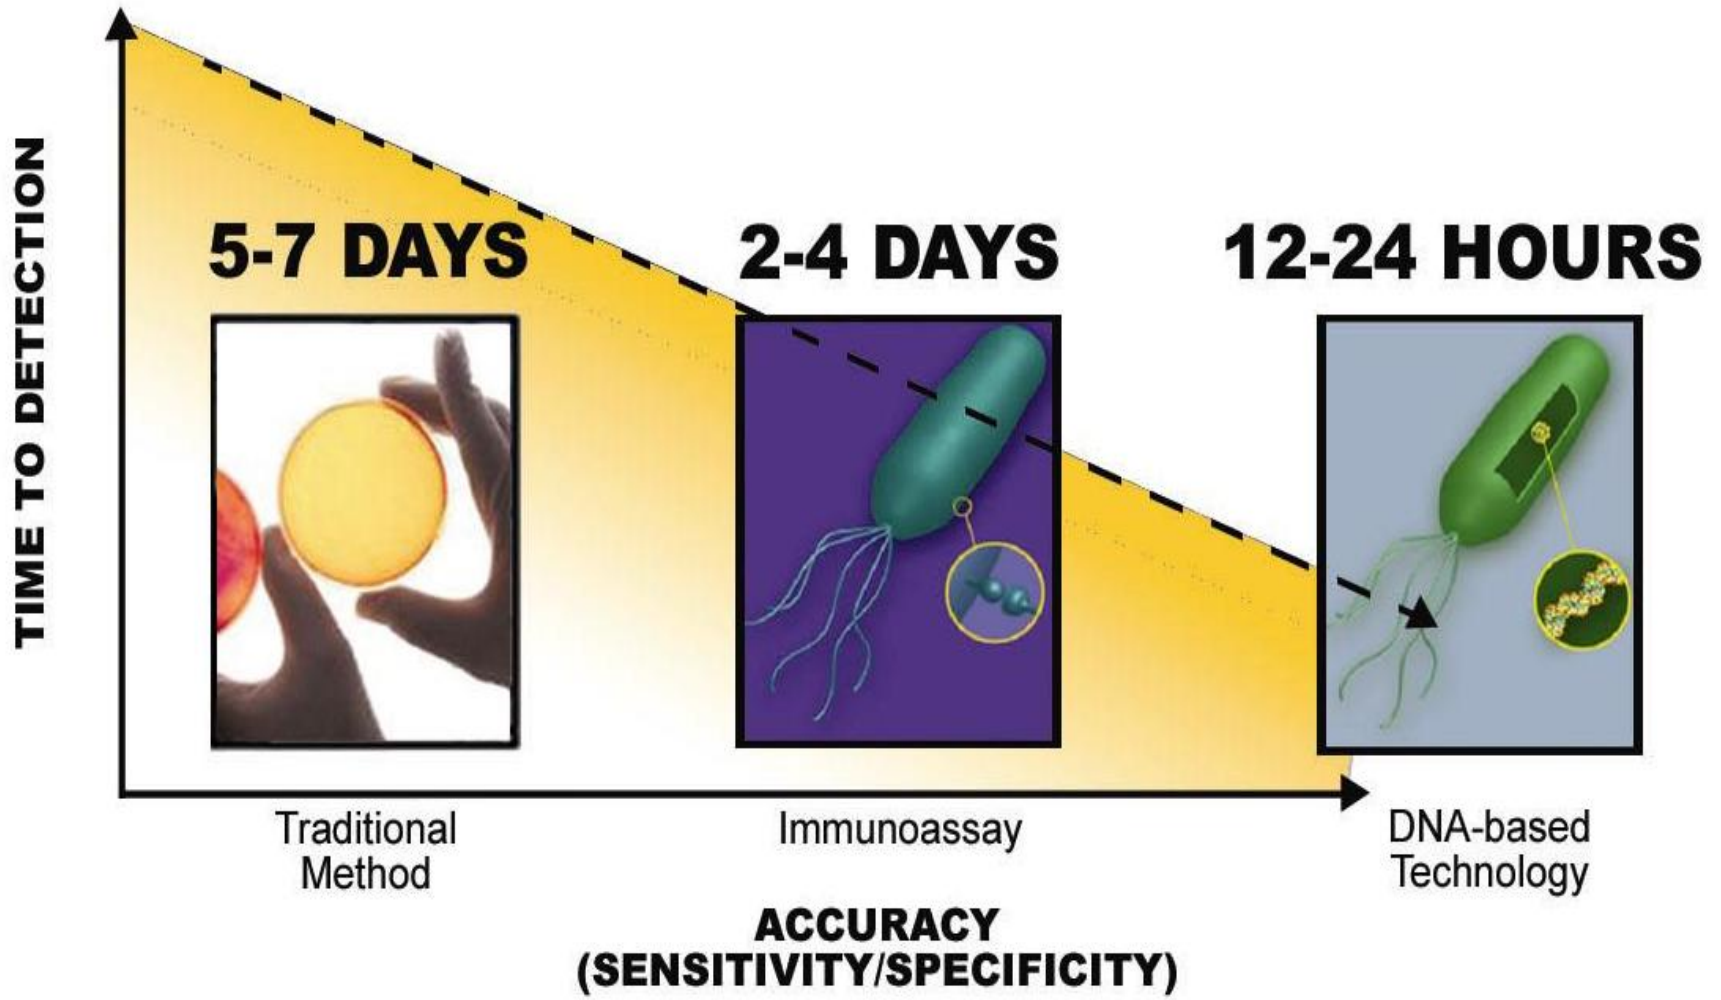 TIME TO DETECTION
5-7 DAYS
2-4 DAYS
12-24 HOURS
Traditional
Method
Immunoassay
DNA-based
Technology
ACCURACY
(SENSITIVITY/SPECIFICITY)